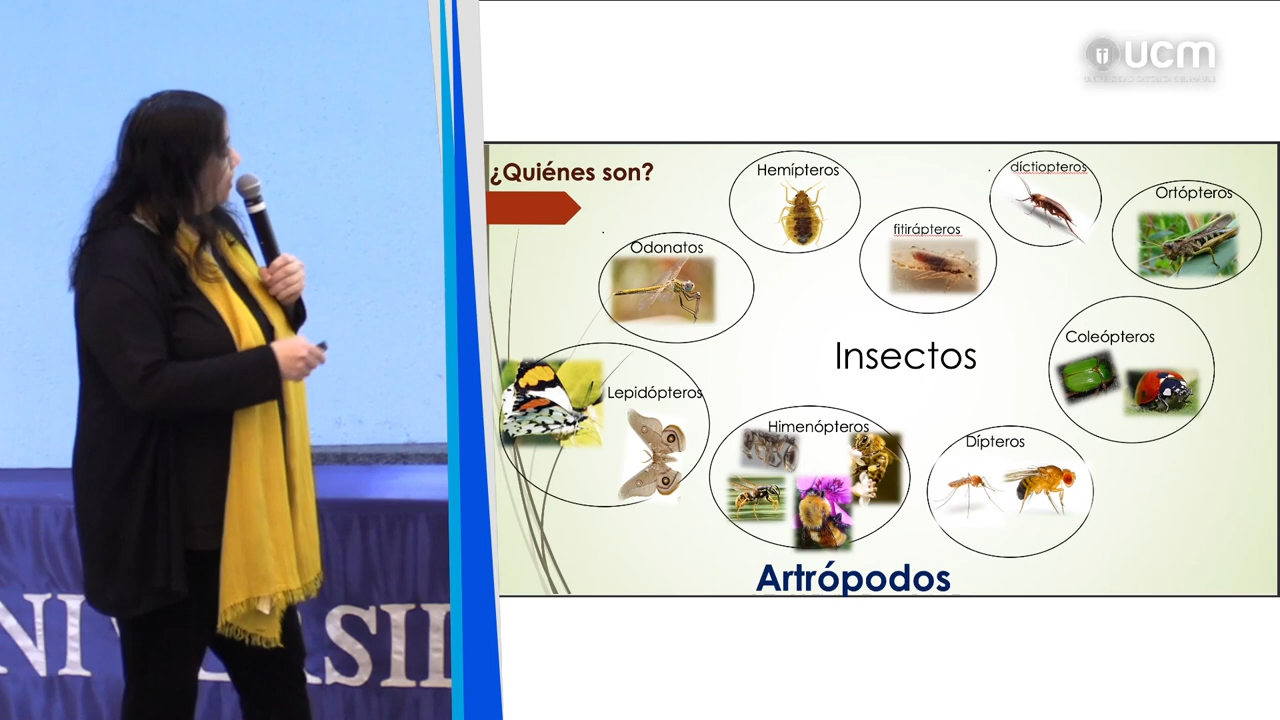 ucm
¿Quiénes son?
Hemípteros
díctiopteros
Ortópteros
fitirápteros
Odonatos
Insectos
Coleópteros
Lepidópteros
Himenópteros
Dípteros
Artrópodos